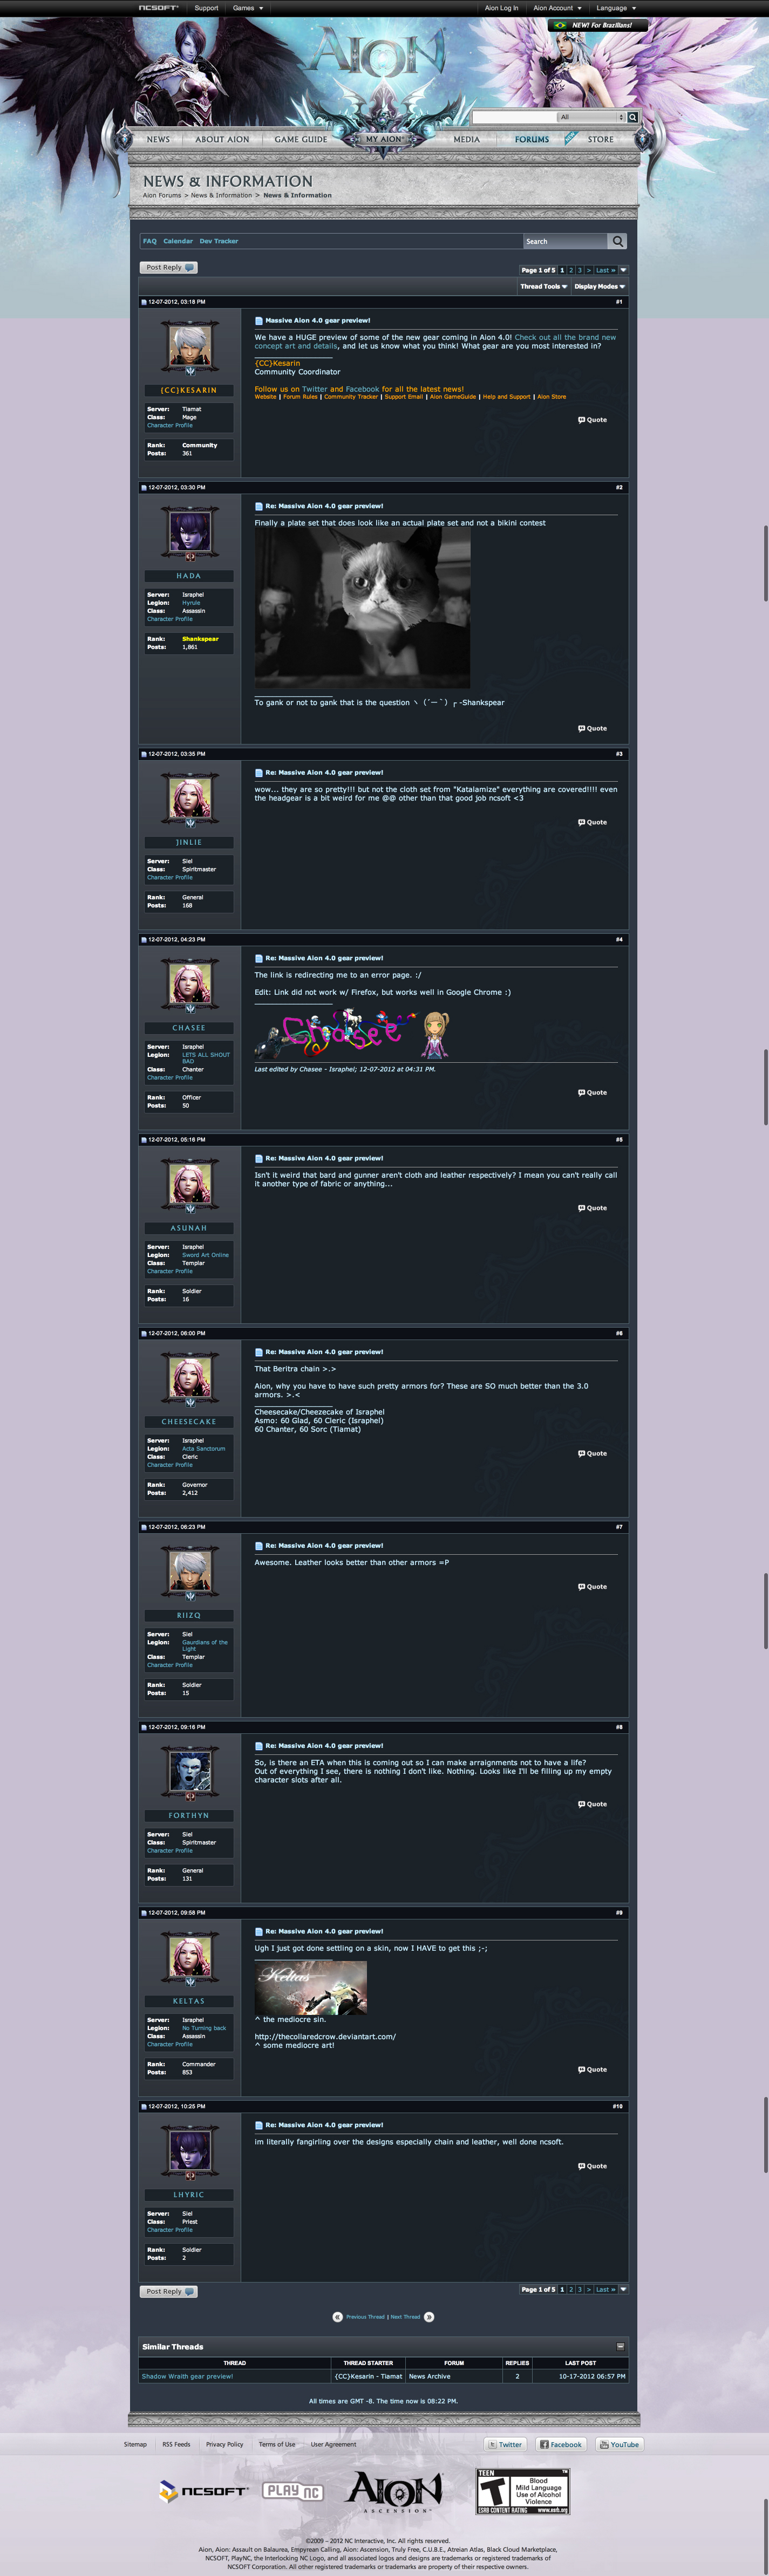 NCSOFT Support Games Aion Log In Aion Account Language
NEW! For Brazilians!
AION
All
NEWS ABOUT AION GAME GUIDE MY AION MEDIA FORUMS STORE
NEWS & INFORMATION
Aion Forums > News & Information > News & Information
FAQ Calendar Dev Tracker Search
Post Reply Page 1 of 5 1 2 3 > Last »
Thread Tools Display Modes
12-07-2012, 03:18 PM #1
Massive Aion 4.0 gear preview!
We have a HUGE preview of some of the new gear coming in Aion 4.0! Check out all the brand new
concept art and details, and let us know what you think! What gear are you most interested in?
{CC}Kesarin
Community Coordinator
Follow us on Twitter and Facebook for all the latest news!
Website | Forum Rules | Community Tracker | Support Email | Aion GameGuide | Help and Support | Aion Store
Quote
{CC}KESARIN
Server: Tiamat
Class: Mage
Character Profile
Rank: Community
Posts: 361
12-07-2012, 03:30 PM #2
Re: Massive Aion 4.0 gear preview!
Finally a plate set that does look like an actual plate set and not a bikini contest
To gank or not to gank that is the question ヽ (´ー｀) ┌ -Shankspear
Quote
HADA
Server: Israphel
Legion: Hyrule
Class: Assassin
Character Profile
Rank: Shankspear
Posts: 1,861
12-07-2012, 03:35 PM #3
Re: Massive Aion 4.0 gear preview!
wow... they are so pretty!!! but not the cloth set from "Katalamize" everything are covered!!!! even
the headgear is a bit weird for me @@ other than that good job ncsoft <3
Quote
JINLIE
Server: Siel
Class: Spiritmaster
Character Profile
Rank: General
Posts: 168
12-07-2012, 04:23 PM #4
Re: Massive Aion 4.0 gear preview!
The link is redirecting me to an error page. :/
Edit: Link did not work w/ Firefox, but works well in Google Chrome :)
Chasee
Last edited by Chasee - Israphel; 12-07-2012 at 04:31 PM.
Quote
CHASEE
Server: Israphel
Legion: LETS ALL SHOUT
BAD
Class: Chanter
Character Profile
Rank: Officer
Posts: 50
12-07-2012, 05:16 PM #5
Re: Massive Aion 4.0 gear preview!
Isn't it weird that bard and gunner aren't cloth and leather respectively? I mean you can't really call
it another type of fabric or anything...
Quote
ASUNAH
Server: Israphel
Legion: Sword Art Online
Class: Templar
Character Profile
Rank: Soldier
Posts: 16
12-07-2012, 06:00 PM #6
Re: Massive Aion 4.0 gear preview!
That Beritra chain >.>
Aion, why you have to have such pretty armors for? These are SO much better than the 3.0
armors. >.<
Cheesecake/Cheezecake of Israphel
Asmo: 60 Glad, 60 Cleric (Israphel)
60 Chanter, 60 Sorc (Tiamat)
Quote
CHEESECAKE
Server: Israphel
Legion: Acta Sanctorum
Class: Cleric
Character Profile
Rank: Governor
Posts: 2,412
12-07-2012, 08:23 PM #7
Re: Massive Aion 4.0 gear preview!
Awesome. Leather looks better than other armors =P
Quote
RIIZQ
Server: Siel
Legion: Gaurdians of the
Light
Class: Templar
Character Profile
Rank: Soldier
Posts: 15
12-07-2012, 09:16 PM #8
Re: Massive Aion 4.0 gear preview!
So, is there an ETA when this is coming out so I can make arraignments not to have a life?
Out of everything I see, there is nothing I don't like. Nothing. Looks like I'll be filling up my empty
character slots after all.
Quote
FORTHYN
Server: Siel
Class: Spiritmaster
Character Profile
Rank: General
Posts: 131
12-07-2012, 09:58 PM #9
Re: Massive Aion 4.0 gear preview!
Ugh I just got done settling on a skin, now I HAVE to get this ;-;
Keltas
^ the mediocre sin.
http://thecollaredcrow.deviantart.com/
^ some mediocre art!
Quote
KELTAS
Server: Israphel
Legion: No Turning back
Class: Assassin
Character Profile
Rank: Commander
Posts: 853
12-07-2012, 10:25 PM #10
Re: Massive Aion 4.0 gear preview!
im literally fangirling over the designs especially chain and leather, well done ncsoft.
Quote
LHYRIC
Server: Siel
Class: Priest
Character Profile
Rank: Soldier
Posts: 2
Post Reply Page 1 of 5 1 2 3 > Last »
« Previous Thread | Next Thread »
Similar Threads
THREAD THREAD STARTER FORUM REPLIES LAST POST
Shadow Wraith gear preview! {CC}Kesarin - Tiamat News Archive 2 10-17-2012 06:57 PM
All times are GMT -8. The time now is 08:22 PM.
Sitemap RSS Feeds Privacy Policy Terms of Use User Agreement Twitter Facebook YouTube
NCSOFT PLAY NC AION ASCENSION TEEN T Blood
Mild Language
Use of Alcohol
Violence
ESRB CONTENT RATING www.esrb.org
©2009 – 2012 NC Interactive, Inc. All rights reserved.
Aion, Aion: Assault on Balaurea, Empyrean Calling, Aion: Ascension, Truly Free, C.U.B.E., Atreian Atlas, Black Cloud Marketplace,
NCSOFT, PlayNC, the Interlocking NC Logo, and all associated logos and designs are trademarks or registered trademarks of
NCSOFT Corporation. All other registered trademarks or trademarks are property of their respective owners.